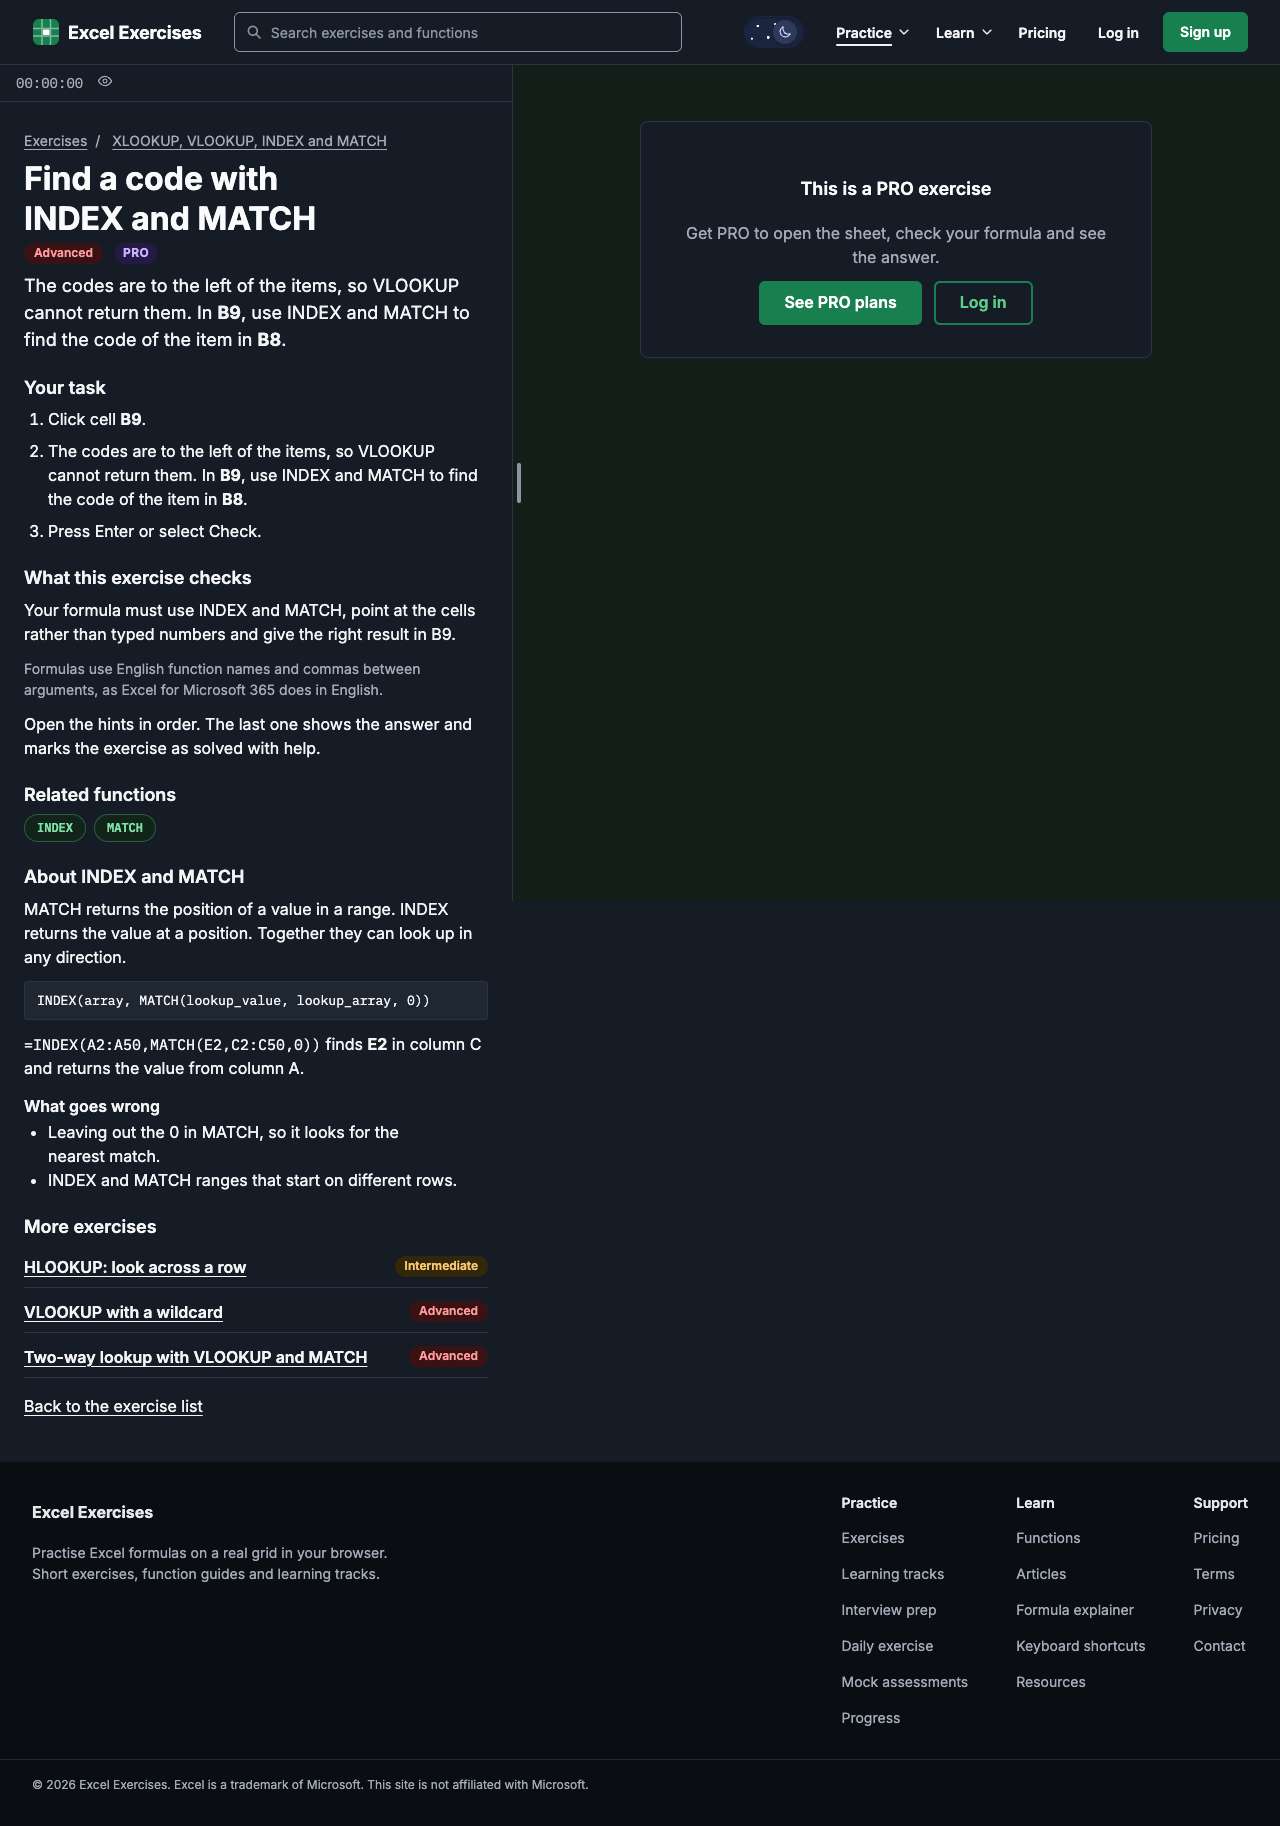 Excel Exercises
Search exercises and functions
Practice
Learn
Pricing
Log in
Sign up
00:00:00
Exercises / XLOOKUP, VLOOKUP, INDEX and MATCH
Find a code with
INDEX and MATCH
Advanced PRO
The codes are to the left of the items, so VLOOKUP
cannot return them. In B9, use INDEX and MATCH to
find the code of the item in B8.
Your task
1. Click cell B9.
2. The codes are to the left of the items, so VLOOKUP
cannot return them. In B9, use INDEX and MATCH to find
the code of the item in B8.
3. Press Enter or select Check.
What this exercise checks
Your formula must use INDEX and MATCH, point at the cells
rather than typed numbers and give the right result in B9.
Formulas use English function names and commas between
arguments, as Excel for Microsoft 365 does in English.
Open the hints in order. The last one shows the answer and
marks the exercise as solved with help.
Related functions
INDEX MATCH
About INDEX and MATCH
MATCH returns the position of a value in a range. INDEX
returns the value at a position. Together they can look up in
any direction.
INDEX(array, MATCH(lookup_value, lookup_array, 0))
=INDEX(A2:A50,MATCH(E2,C2:C50,0)) finds E2 in column C
and returns the value from column A.
What goes wrong
• Leaving out the 0 in MATCH, so it looks for the
nearest match.
• INDEX and MATCH ranges that start on different rows.
More exercises
HLOOKUP: look across a row Intermediate
VLOOKUP with a wildcard Advanced
Two-way lookup with VLOOKUP and MATCH Advanced
Back to the exercise list
This is a PRO exercise
Get PRO to open the sheet, check your formula and see
the answer.
See PRO plans Log in
Excel Exercises
Practise Excel formulas on a real grid in your browser.
Short exercises, function guides and learning tracks.
Practice
Exercises
Learning tracks
Interview prep
Daily exercise
Mock assessments
Progress
Learn
Functions
Articles
Formula explainer
Keyboard shortcuts
Resources
Support
Pricing
Terms
Privacy
Contact
© 2026 Excel Exercises. Excel is a trademark of Microsoft. This site is not affiliated with Microsoft.